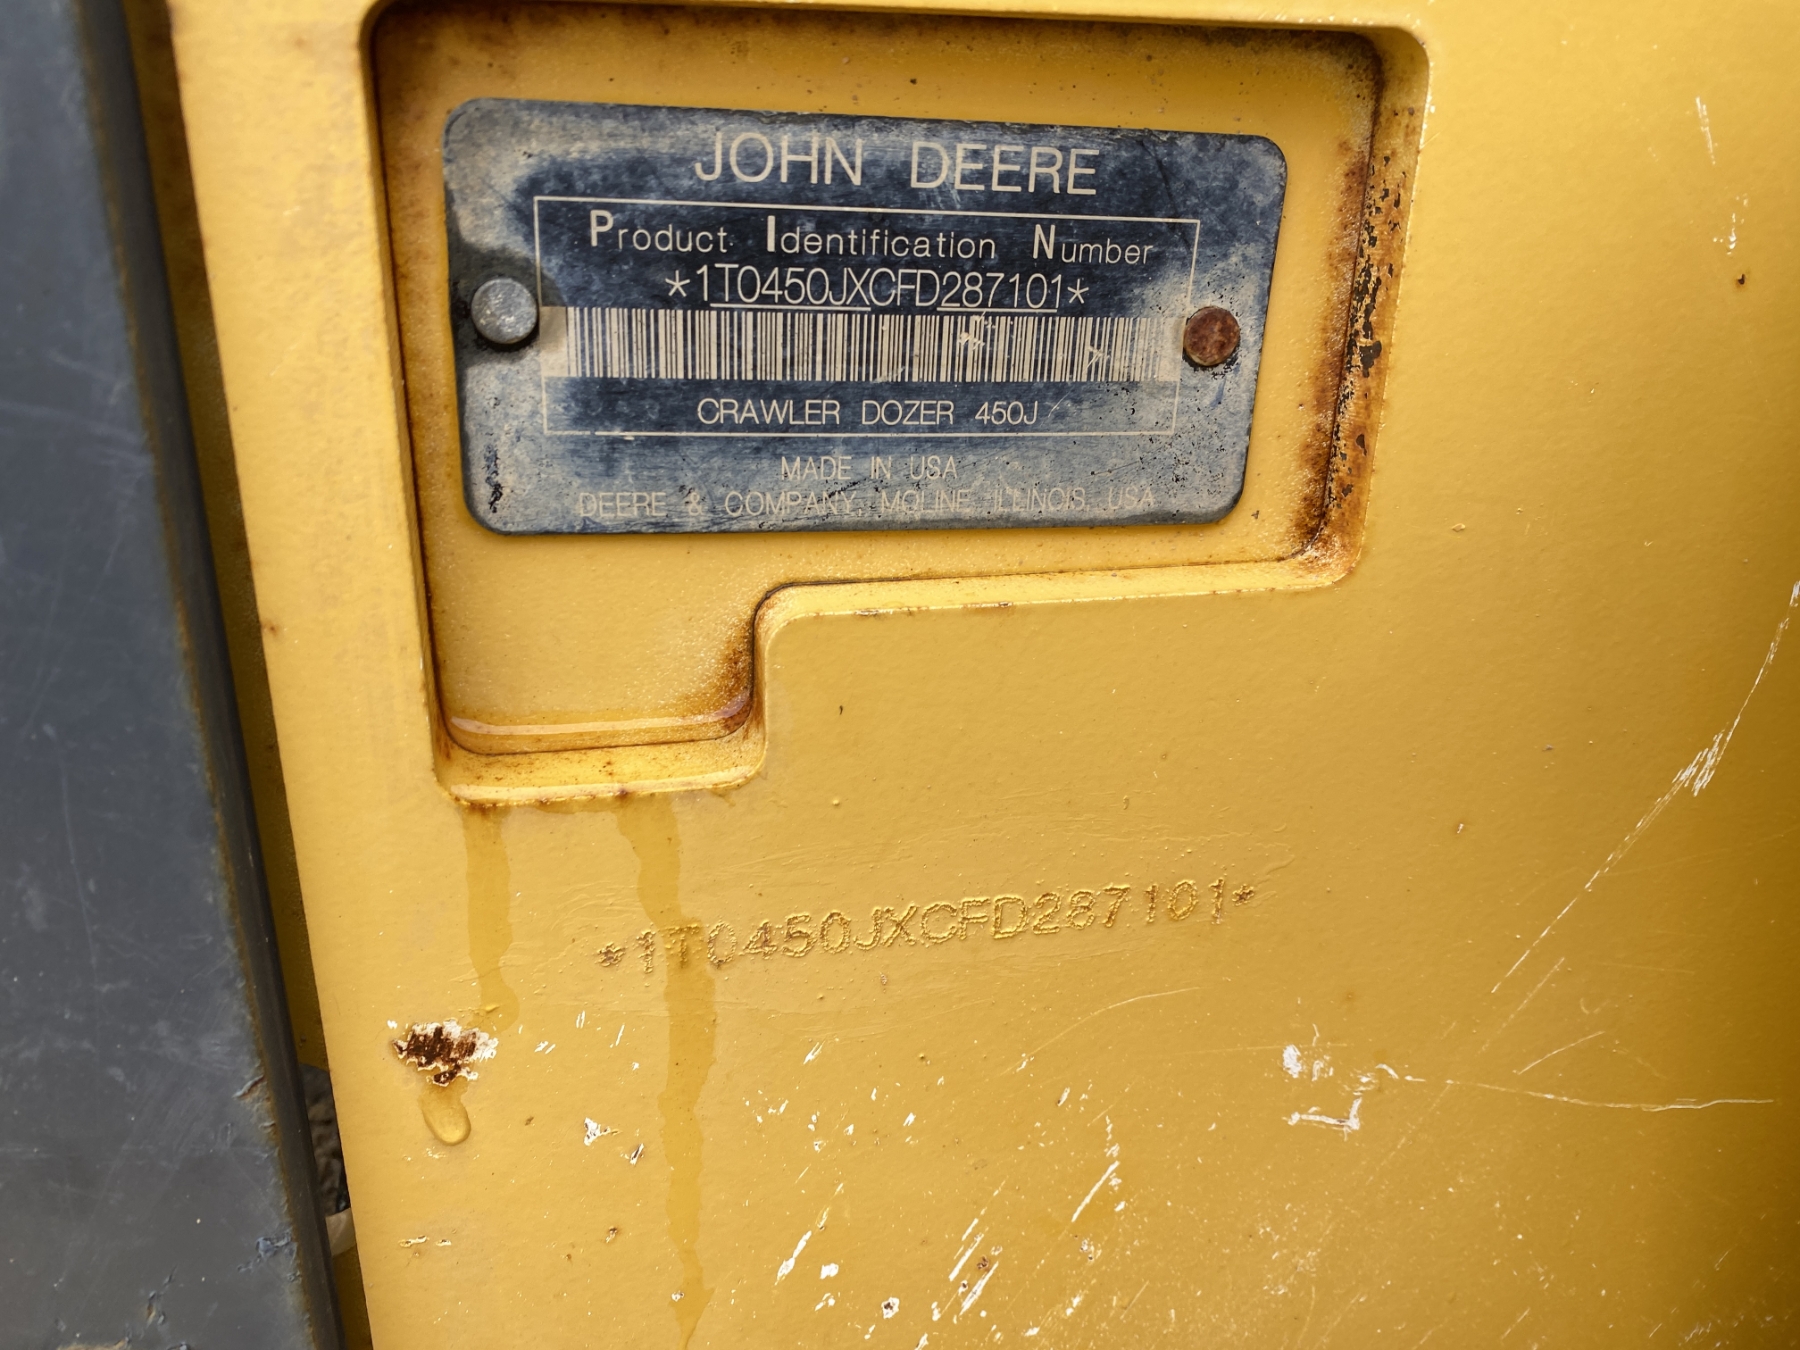 JOHN DEERE
Product Identification Number
*1T0450JXCFD287101*
CRAWLER DOZER 450J
MADE IN USA
DEERE & COMPANY, MOLINE, ILLINOIS, USA
*1T0450JXCFD287101*